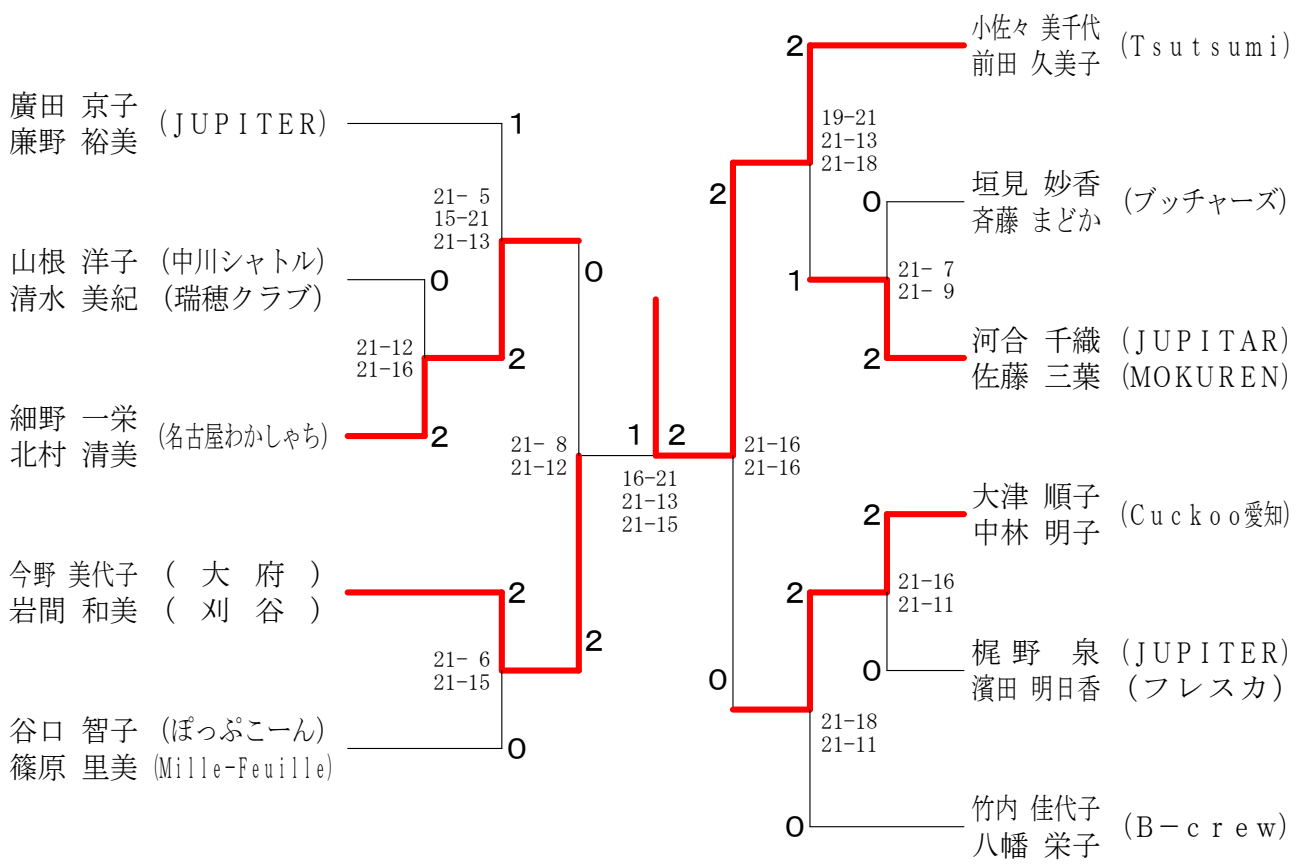 廣田 京子
廉野 裕美 (JUPITER)
1
21- 5
15-21
21-13
山根 洋子 (中川シャトル)
清水 美紀 (瑞穂クラブ)
0
0
21-12
21-16
2
細野 一栄
北村 清美 (名古屋わかしゃち)
2
21- 8
21-12
1
2
16-21
21-13
21-15
今野 美代子 ( 大 府 )
岩間 和美 ( 刈 谷 )
2
2
21- 6
21-15
谷口 智子 (ぽっぷこーん)
篠原 里美 (Mille-Feuille)
0
2
小佐々 美千代
前田 久美子 (Tsutsumi)
19-21
21-13
21-18
2
0
垣見 妙香
斉藤 まどか (ブッチャーズ)
1
21- 7
21- 9
2
河合 千織 (JUPITAR)
佐藤 三葉 (MOKUREN)
21-16
21-16
2
大津 順子
中林 明子 (Cuckoo愛知)
2
21-16
21-11
0
0
梶野 泉 (JUPITER)
濱田 明日香 (フレスカ)
21-18
21-11
0
竹内 佳代子
八幡 栄子 (B－crew)